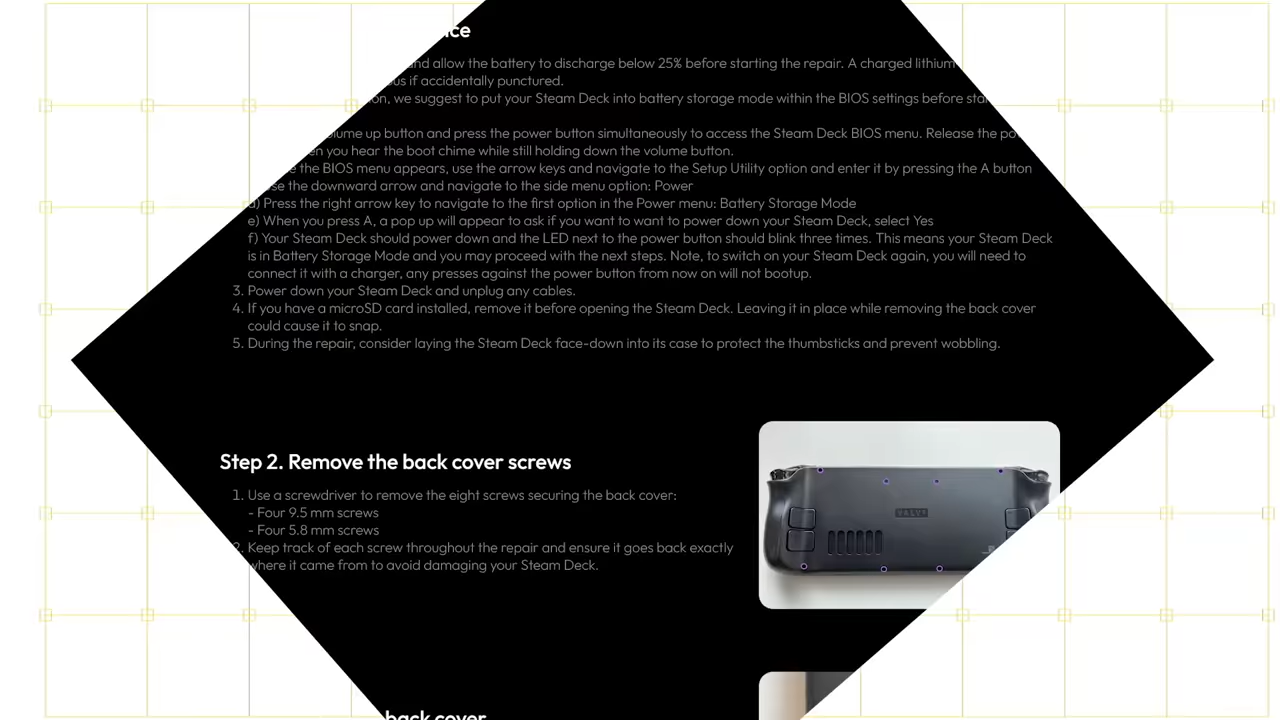 and allow the battery to discharge below 25% before starting the repair. A charged lithium
if accidentally punctured.
we suggest to put your Steam Deck into battery storage mode within the BIOS settings before
up button and press the power button simultaneously to access the Steam Deck BIOS menu. Release the
you hear the boot chime while still holding down the volume button.
the BIOS menu appears, use the arrow keys and navigate to the Setup Utility option and enter it by pressing the A button
the downward arrow and navigate to the side menu option: Power
d) Press the right arrow key to navigate to the first option in the Power menu: Battery Storage Mode
e) When you press A, a pop up will appear to ask if you want to want to power down your Steam Deck, select Yes
f) Your Steam Deck should power down and the LED next to the power button should blink three times. This means your Steam Deck
is in Battery Storage Mode and you may proceed with the next steps. Note, to switch on your Steam Deck again, you will need to
connect it with a charger, any presses against the power button from now on will not bootup.
3. Power down your Steam Deck and unplug any cables.
4. If you have a microSD card installed, remove it before opening the Steam Deck. Leaving it in place while removing the back cover
could cause it to snap.
5. During the repair, consider laying the Steam Deck face-down into its case to protect the thumbsticks and prevent wobbling.
Step 2. Remove the back cover screws
1. Use a screwdriver to remove the eight screws securing the back cover:
- Four 9.5 mm screws
- Four 5.8 mm screws
2. Keep track of each screw throughout the repair and ensure it goes back exactly
where it came from to avoid damaging your Steam Deck.
VALVE
back cover